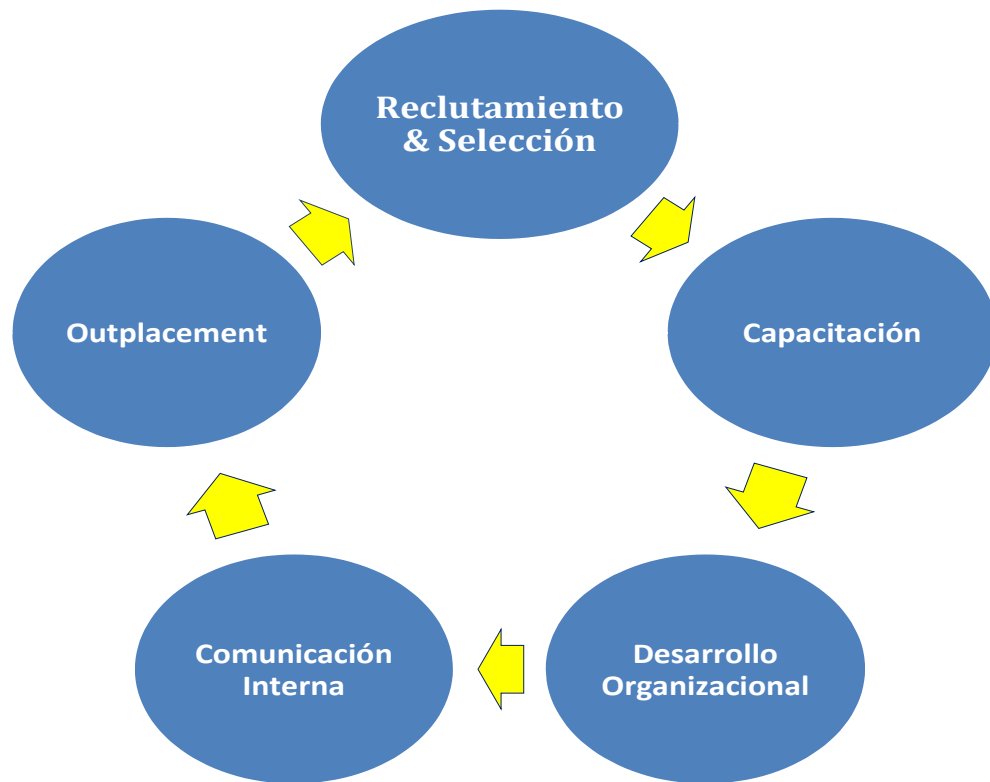 Reclutamiento
& Selección
Capacitación
Desarrollo
Organizacional
Comunicación
Interna
Outplacement